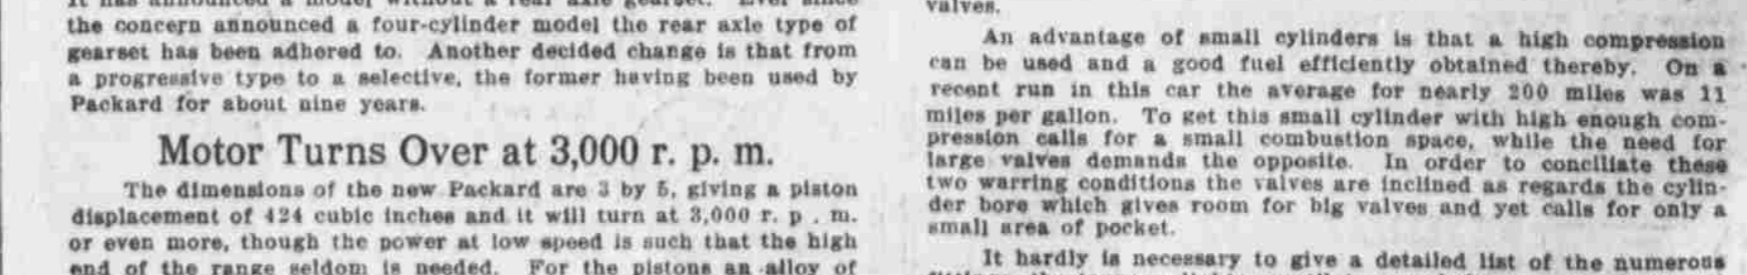 It has announced a model without a rear axle gearset. Ever since
the concern announced a four-cylinder model the rear axle type of
gearset has been adhered to. Another decided change is that from
a progressive type to a selective, the former having been used by
Packard for about nine years.
Motor Turns Over at 3,000 r. p. m.
The dimensions of the new Packard are 3 by 5, giving a piston
displacement of 424 cubic inches and it will turn at 3,000 r. p . m.
or even more, though the power at low speed is such that the high
end of the range seldom is needed. For the pistons an alloy of
valves.
An advantage of small cylinders is that a high compression
can be used and a good fuel efficiently obtained thereby. On a
recent run in this car the average for nearly 200 miles was 11
miles per gallon. To get this small cylinder with high enough com-
pression calls for a small combustion space, while the need for
large valves demands the opposite. In order to conciliate these
two warring conditions the valves are inclined as regards the cylin-
der bore which gives room for big valves and yet calls for only a
small area of pocket.
It hardly is necessary to give a detailed list of the numerous